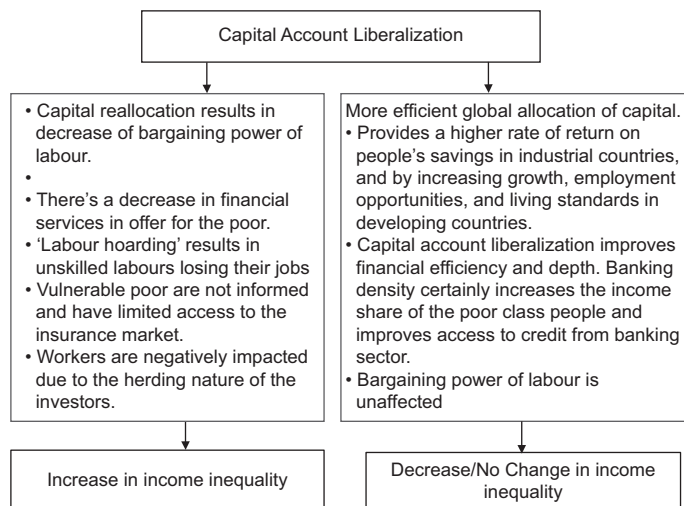 Capital Account Liberalization
• Capital reallocation results in
decrease of bargaining power of
labour.
•
• There’s a decrease in financial
services in offer for the poor.
• ‘Labour hoarding’ results in
unskilled labours losing their jobs
• Vulnerable poor are not informed
and have limited access to the
insurance market.
• Workers are negatively impacted
due to the herding nature of the
investors.
More efficient global allocation of capital.
• Provides a higher rate of return on
people’s savings in industrial countries,
and by increasing growth, employment
opportunities, and living standards in
developing countries.
• Capital account liberalization improves
financial efficiency and depth. Banking
density certainly increases the income
share of the poor class people and
improves access to credit from banking
sector.
• Bargaining power of labour is
unaffected
Increase in income inequality
Decrease/No Change in income
inequality